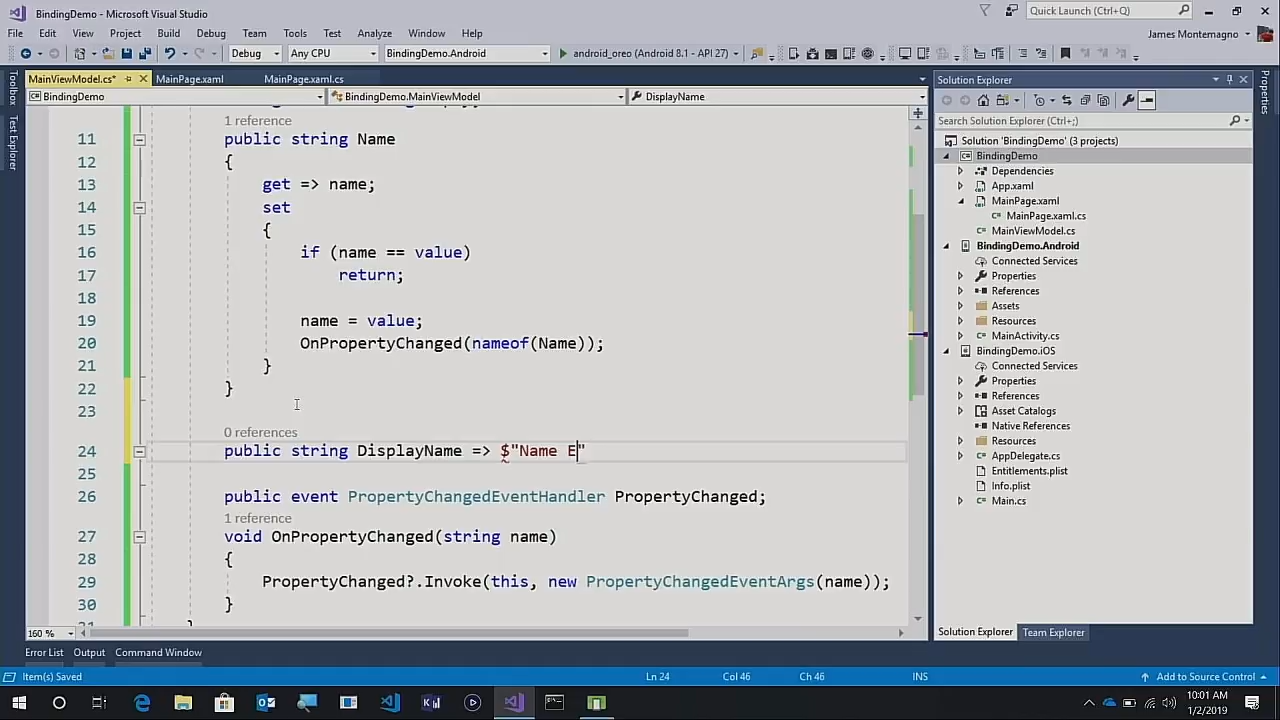 BindingDemo - Microsoft Visual Studio
Quick Launch (Ctrl+Q)
File Edit View Project Build Debug Team Tools Test Analyze Window Help
James Montemagno
Debug Any CPU BindingDemo.Android android_oreo (Android 8.1 - API 27)
Toolbox
Test Explorer
MainViewModel.cs* MainPage.xaml MainPage.xaml.cs
BindingDemo BindingDemo.MainViewModel DisplayName
1 reference
11 public string Name
12 {
13 get => name;
14 set
15 {
16 if (name == value)
17 return;
18
19 name = value;
20 OnPropertyChanged(nameof(Name));
21 }
22 }
23
0 references
24 public string DisplayName => $"Name E"
25
26 public event PropertyChangedEventHandler PropertyChanged;
1 reference
27 void OnPropertyChanged(string name)
28 {
29 PropertyChanged?.Invoke(this, new PropertyChangedEventArgs(name));
30 }
160 %
Solution Explorer
Search Solution Explorer (Ctrl+;)
Solution 'BindingDemo' (3 projects)
BindingDemo
Dependencies
App.xaml
MainPage.xaml
MainPage.xaml.cs
MainViewModel.cs
BindingDemo.Android
Connected Services
Properties
References
Assets
Resources
MainActivity.cs
BindingDemo.iOS
Connected Services
Properties
References
Asset Catalogs
Native References
Resources
AppDelegate.cs
Entitlements.plist
Info.plist
Main.cs
Solution Explorer Team Explorer
Properties
Error List Output Command Window
Item(s) Saved Ln 24 Col 46 Ch 46 INS Add to Source Control
10:01 AM
1/2/2019